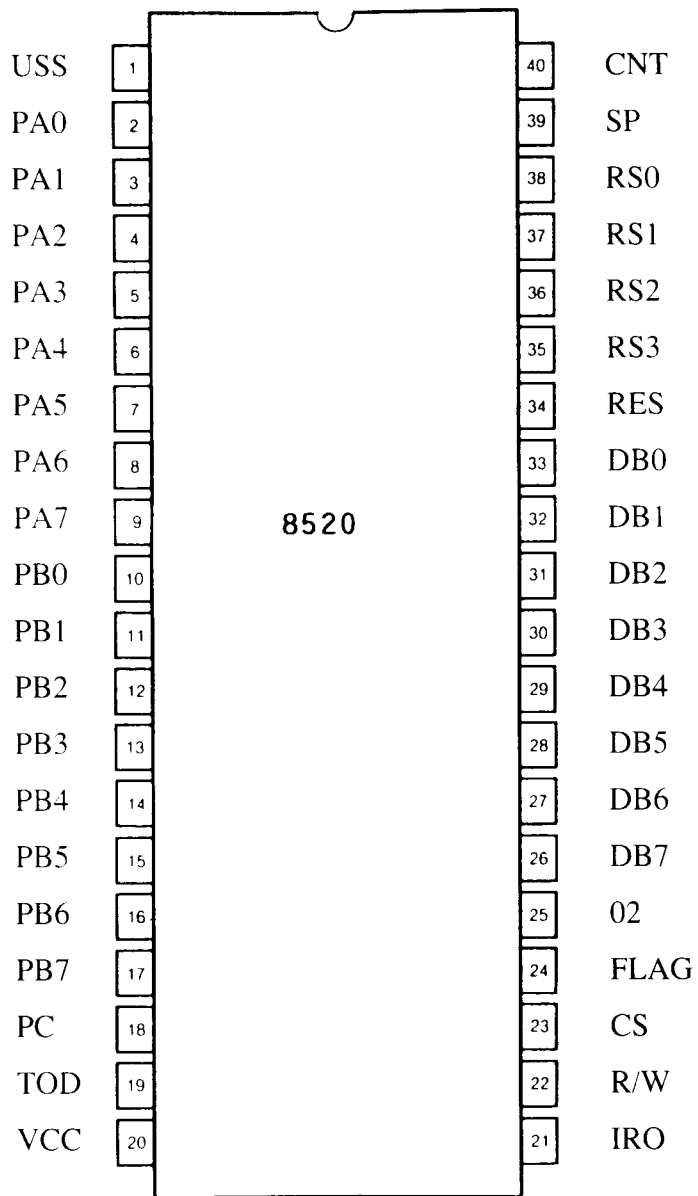 USS 1 40 CNT
PA0 2 39 SP
PA1 3 38 RS0
PA2 4 37 RS1
PA3 5 36 RS2
PA4 6 35 RS3
PA5 7 34 RES
PA6 8 33 DB0
PA7 9 8520 32 DB1
PB0 10 31 DB2
PB1 11 30 DB3
PB2 12 29 DB4
PB3 13 28 DB5
PB4 14 27 DB6
PB5 15 26 DB7
PB6 16 25 02
PB7 17 24 FLAG
PC 18 23 CS
TOD 19 22 R/W
VCC 20 21 IRO